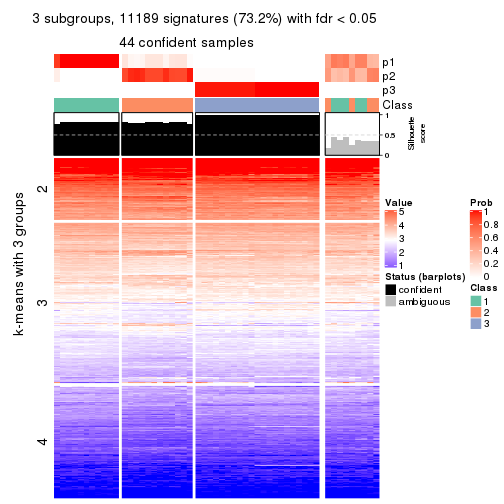 3 subgroups, 11189 signatures (73.2%) with fdr < 0.05
44 confident samples
p1
p2
p3
Class
1
0.5
0
Silhouette
score
k-means with 3 groups
2
3
4
Value
5
4
3
2
1
Status (barplots)
confident
ambiguous
Prob
1
0.8
0.6
0.4
0.2
0
Class
1
2
3